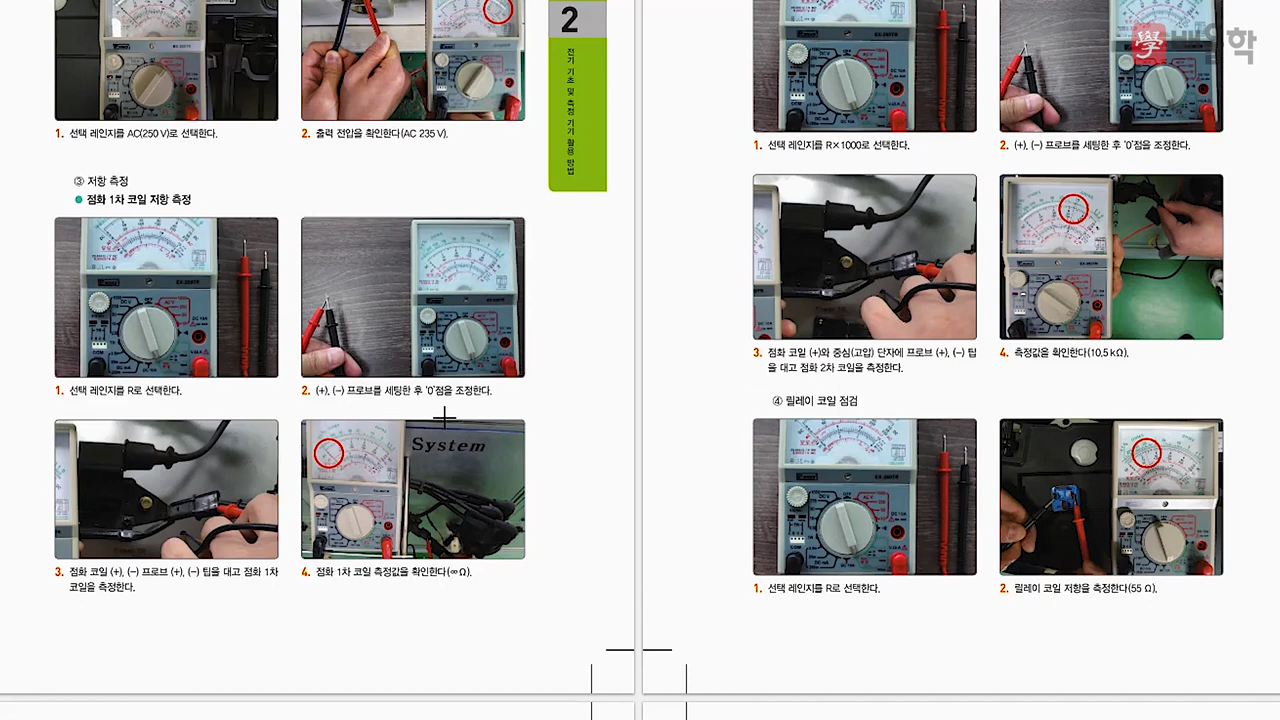 2
전기 기초 및 측정 기기 활용 방법
1. 선택 레인지를 AC(250 V)로 선택한다.
2. 출력 전압을 확인한다(AC 235 V).
③ 저항 측정
점화 1차 코일 저항 측정
1. 선택 레인지를 R로 선택한다.
2. (+), (-) 프로브를 세팅한 후 '0'점을 조정한다.
System
3. 점화 코일 (+), (-) 프로브 (+), (-) 팁을 대고 점화 1차
코일을 측정한다.
4. 점화 1차 코일 측정값을 확인한다(∞Ω).
學 배울학
1. 선택 레인지를 R×1000로 선택한다.
2. (+), (-) 프로브를 세팅한 후 '0'점을 조정한다.
3. 점화 코일 (+)와 중심(고압) 단자에 프로브 (+), (-) 팁
을 대고 점화 2차 코일을 측정한다.
4. 측정값을 확인한다(10.5 kΩ).
④ 릴레이 코일 점검
1. 선택 레인지를 R로 선택한다.
2. 릴레이 코일 저항을 측정한다(55 Ω).